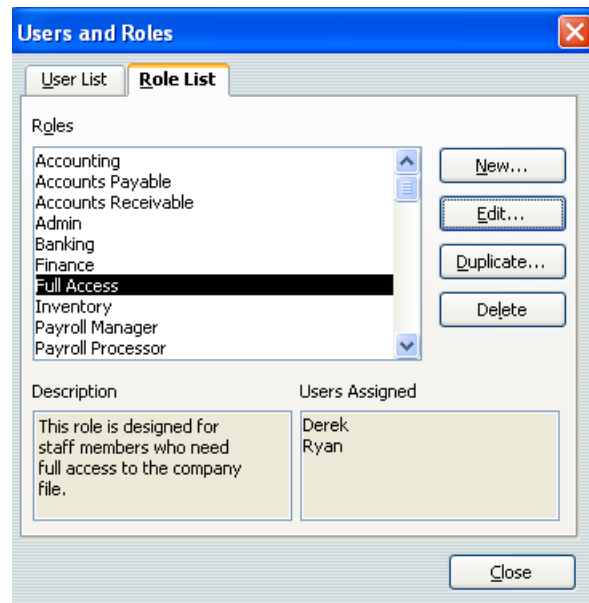 Users and Roles
User List
Role List
Roles
Accounting
Accounts Payable
Accounts Receivable
Admin
Banking
Finance
Full Access
Inventory
Payroll Manager
Payroll Processor
New...
Edit...
Duplicate...
Delete
Description
This role is designed for
staff members who need
full access to the company
file.
Users Assigned
Derek
Ryan
Close